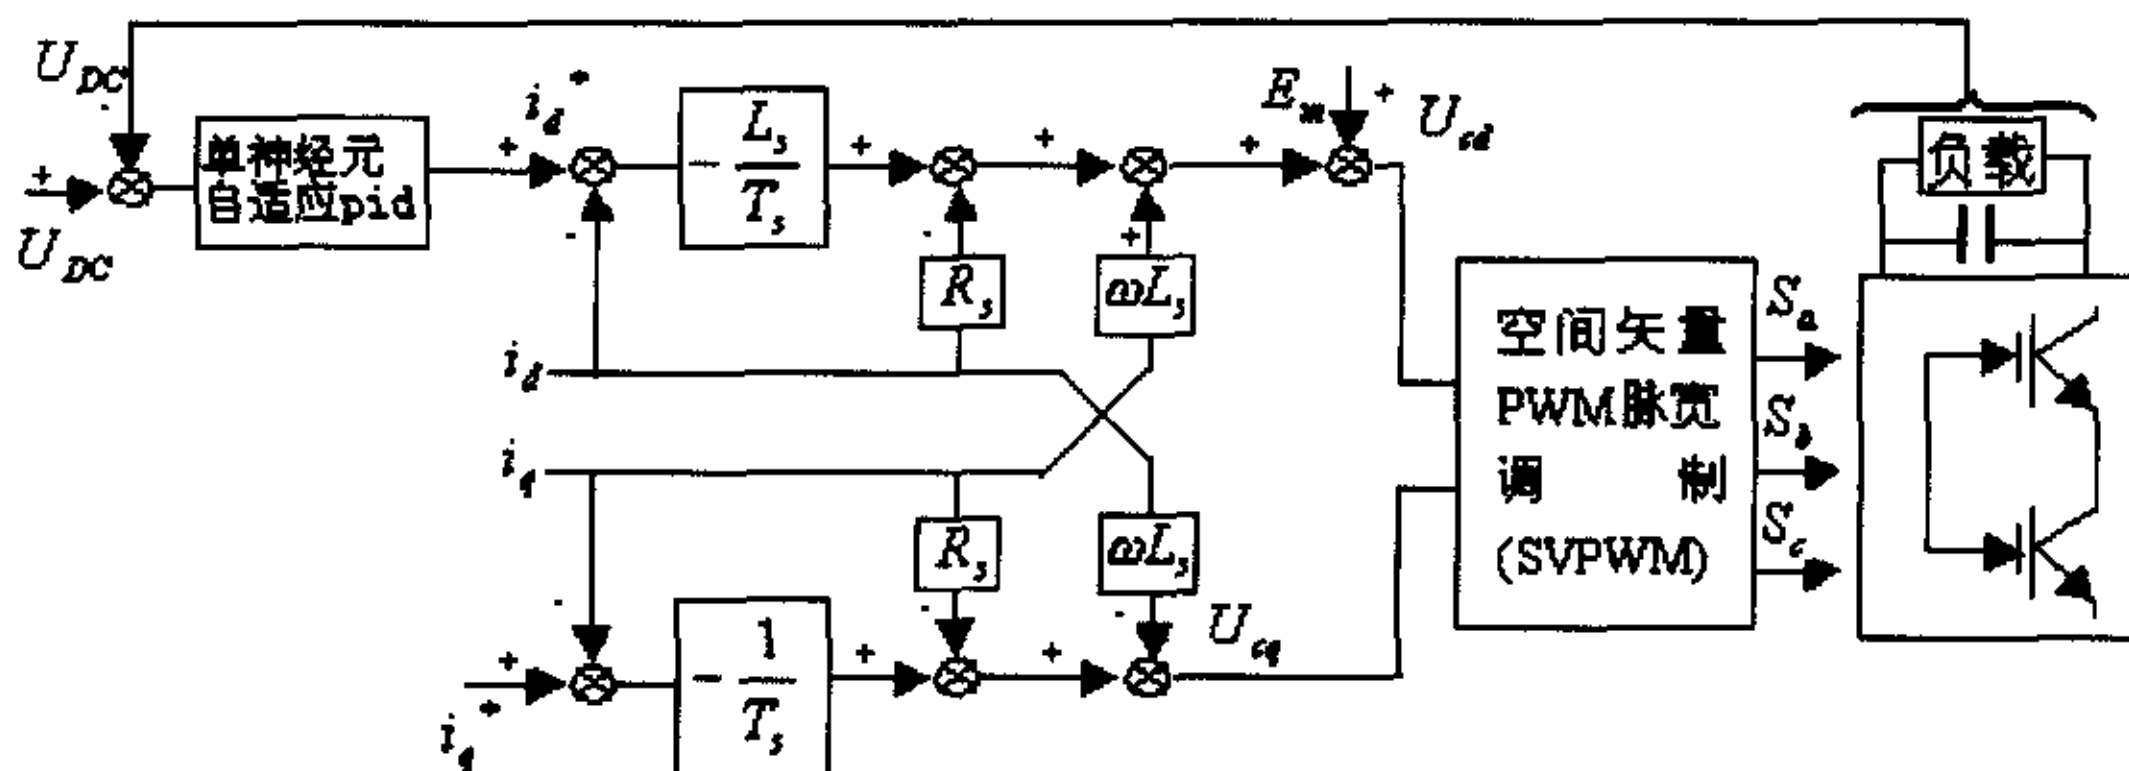 U_DC
-
+
U_DC
单神经元
自适应pid
i_d*
+
-
- L_s / T_s
+
-
R_s
+
+
ωL_s
+
E_m
+
U_cd
负载
i_d
i_q
R_s
ωL_s
-
+
i_q*
- 1 / T_s
+
-
+
-
U_cq
空间矢量
PWM脉宽
调 制
(SVPWM)
S_a
S_b
S_c